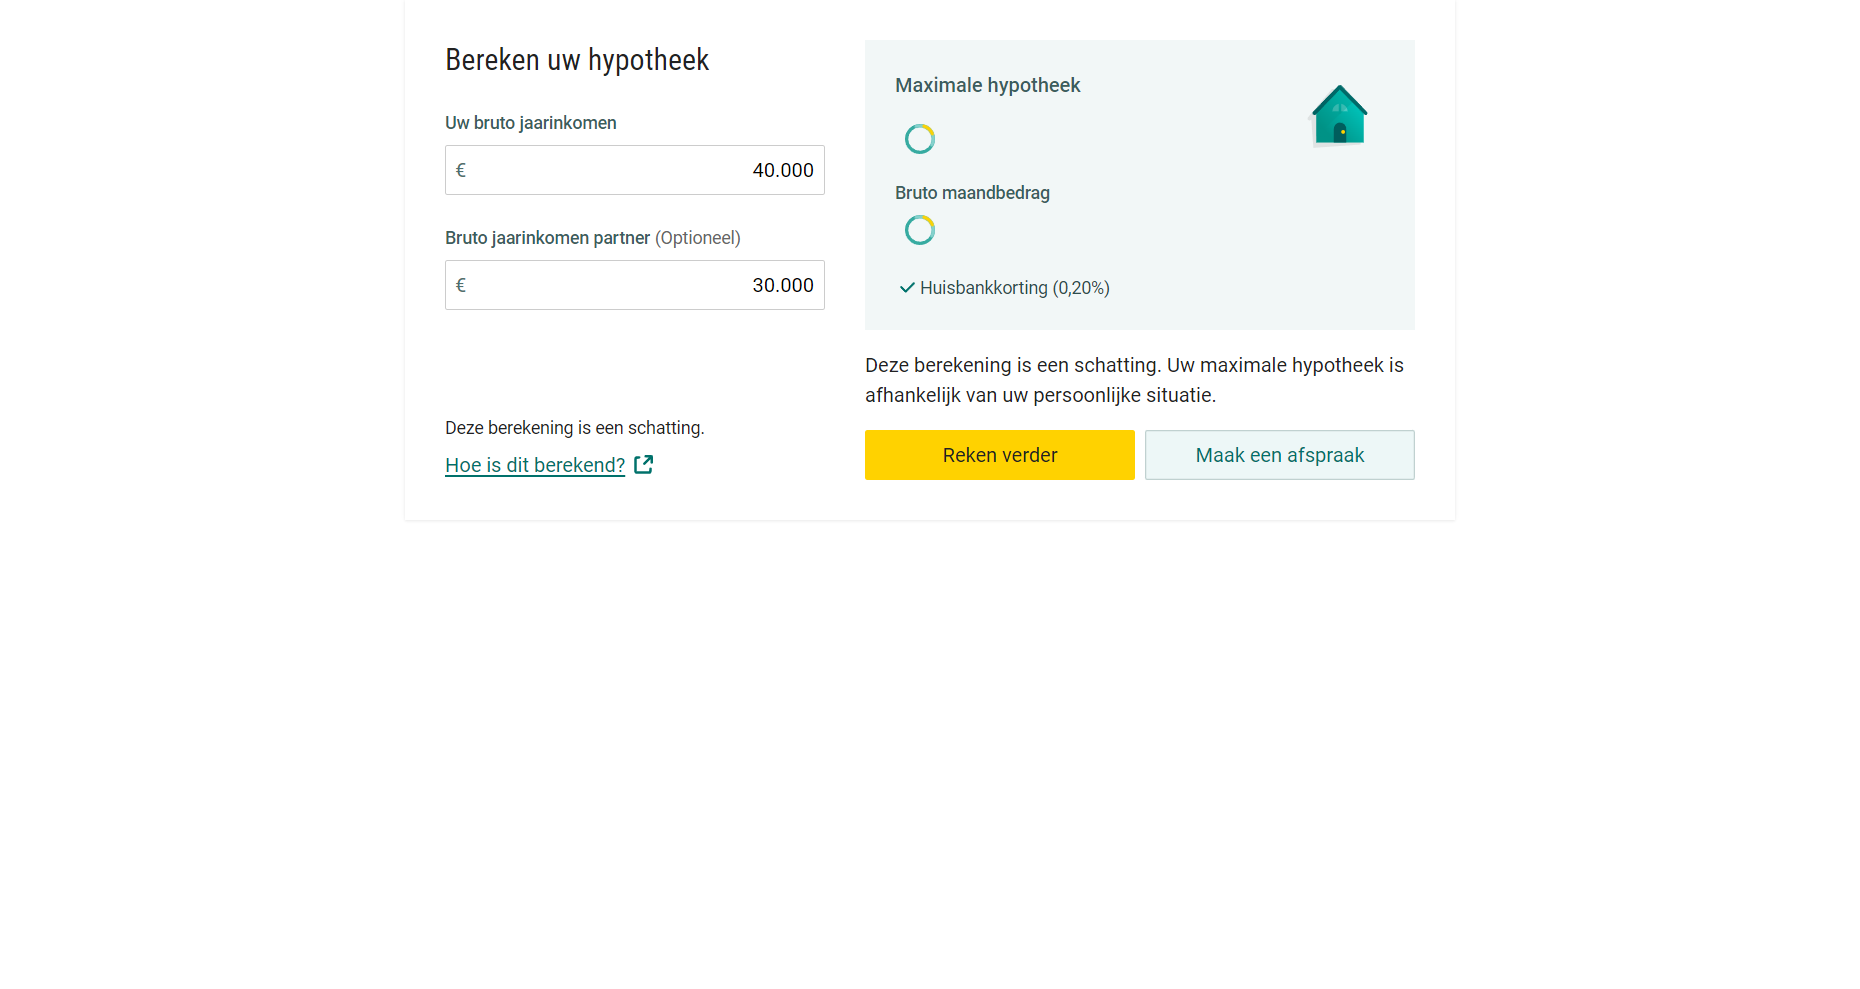 Bereken uw hypotheek
Uw bruto jaarinkomen
€ 40.000
Bruto jaarinkomen partner (Optioneel)
€ 30.000
Deze berekening is een schatting.
Hoe is dit berekend?
Maximale hypotheek
Bruto maandbedrag
Huisbankkorting (0,20%)
Deze berekening is een schatting. Uw maximale hypotheek is
afhankelijk van uw persoonlijke situatie.
Reken verder
Maak een afspraak